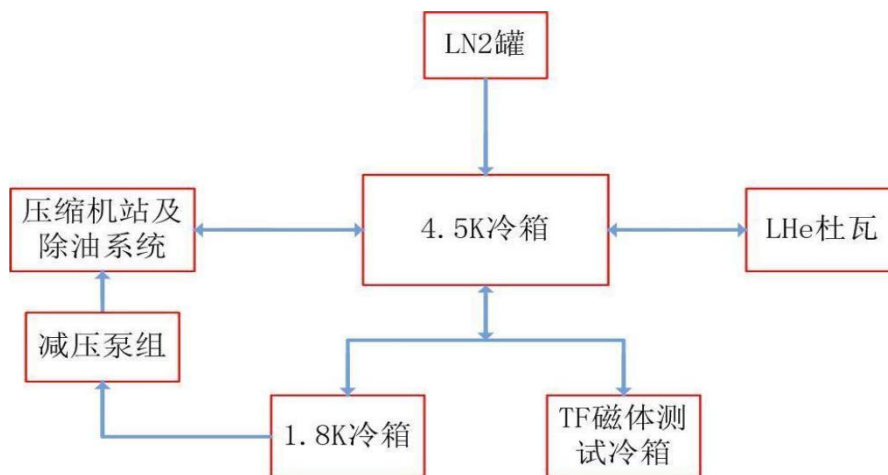 LN2罐
压缩机站及
除油系统
4.5K冷箱
LHe杜瓦
减压泵组
1.8K冷箱
TF磁体测
试冷箱